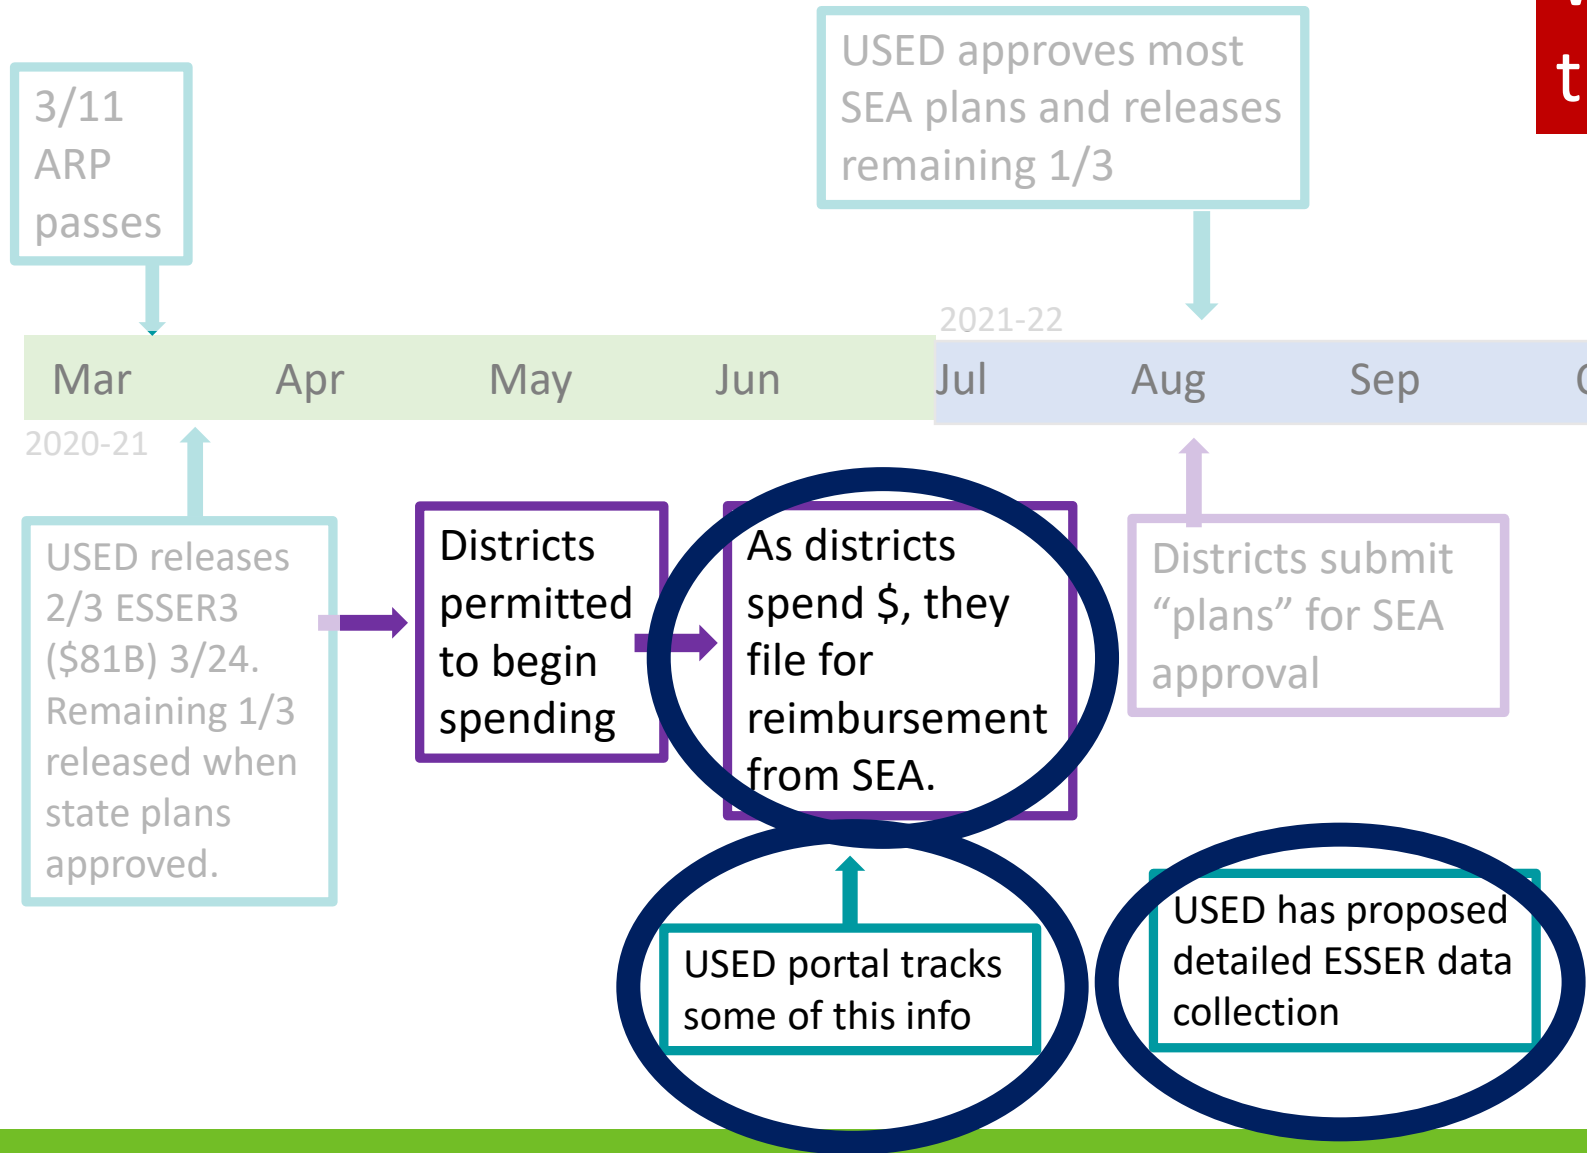 3/11
ARP
passes
USED approves most
SEA plans and releases
remaining 1/3
t
2021-22
Mar Apr May Jun Jul Aug Sep
2020-21
USED releases
2/3 ESSER3
($81B) 3/24.
Remaining 1/3
released when
state plans
approved.
Districts
permitted
to begin
spending
As districts
spend $, they
file for
reimbursement
from SEA.
Districts submit
“plans” for SEA
approval
USED portal tracks
some of this info
USED has proposed
detailed ESSER data
collection